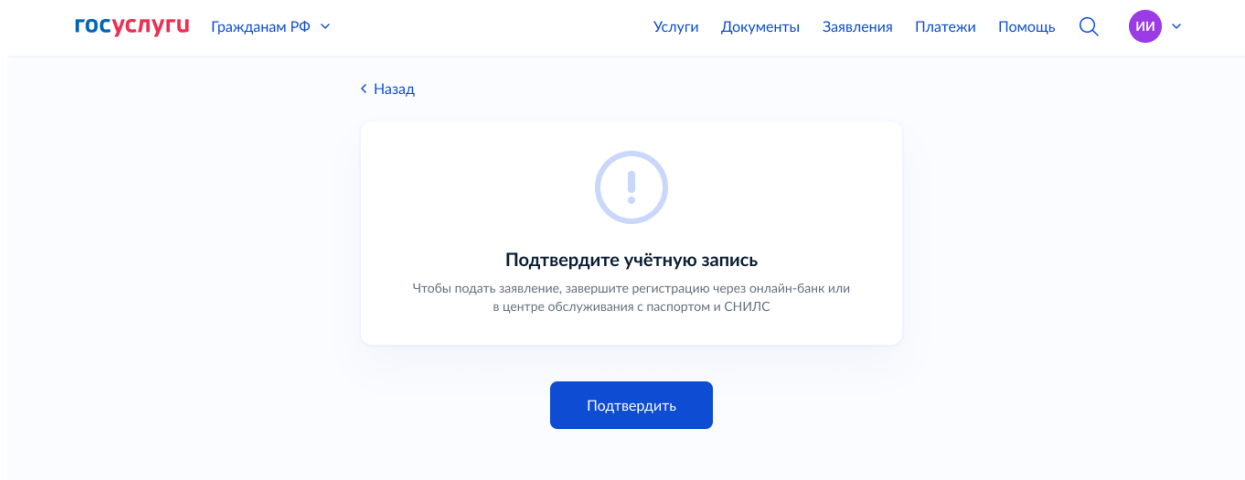 госуслуги Гражданам РФ Услуги Документы Заявления Платежи Помощь ИИ
Назад
Подтвердите учётную запись
Чтобы подать заявление, завершите регистрацию через онлайн-банк или
в центре обслуживания с паспортом и СНИЛС
Подтвердить